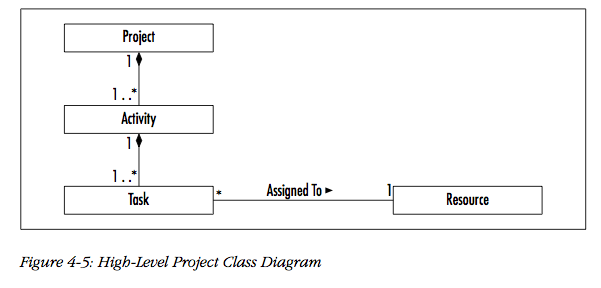 Project
1
1..*
Activity
1
1..*
Task
*
Assigned To ►
1
Resource
Figure 4-5: High-Level Project Class Diagram